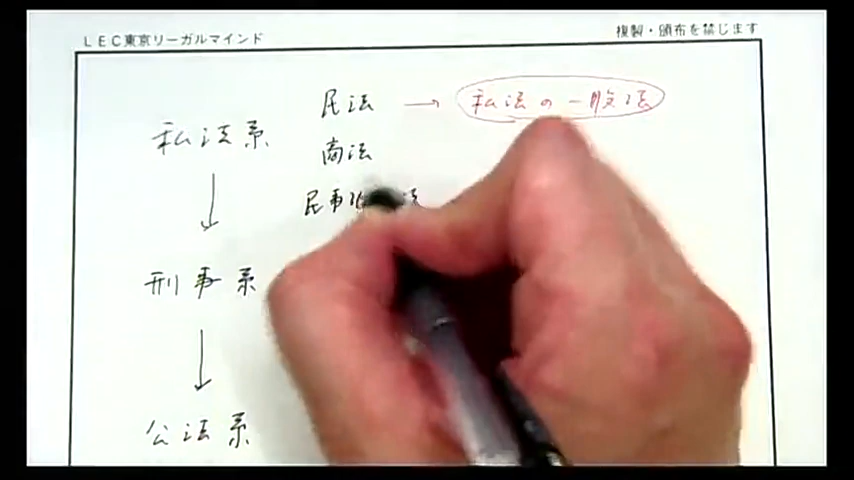 LEC東京リーガルマインド
複製・頒布を禁じます
民法 → 私法の一般法
私法系
商法
民事
↓
刑事系
↓
公法系